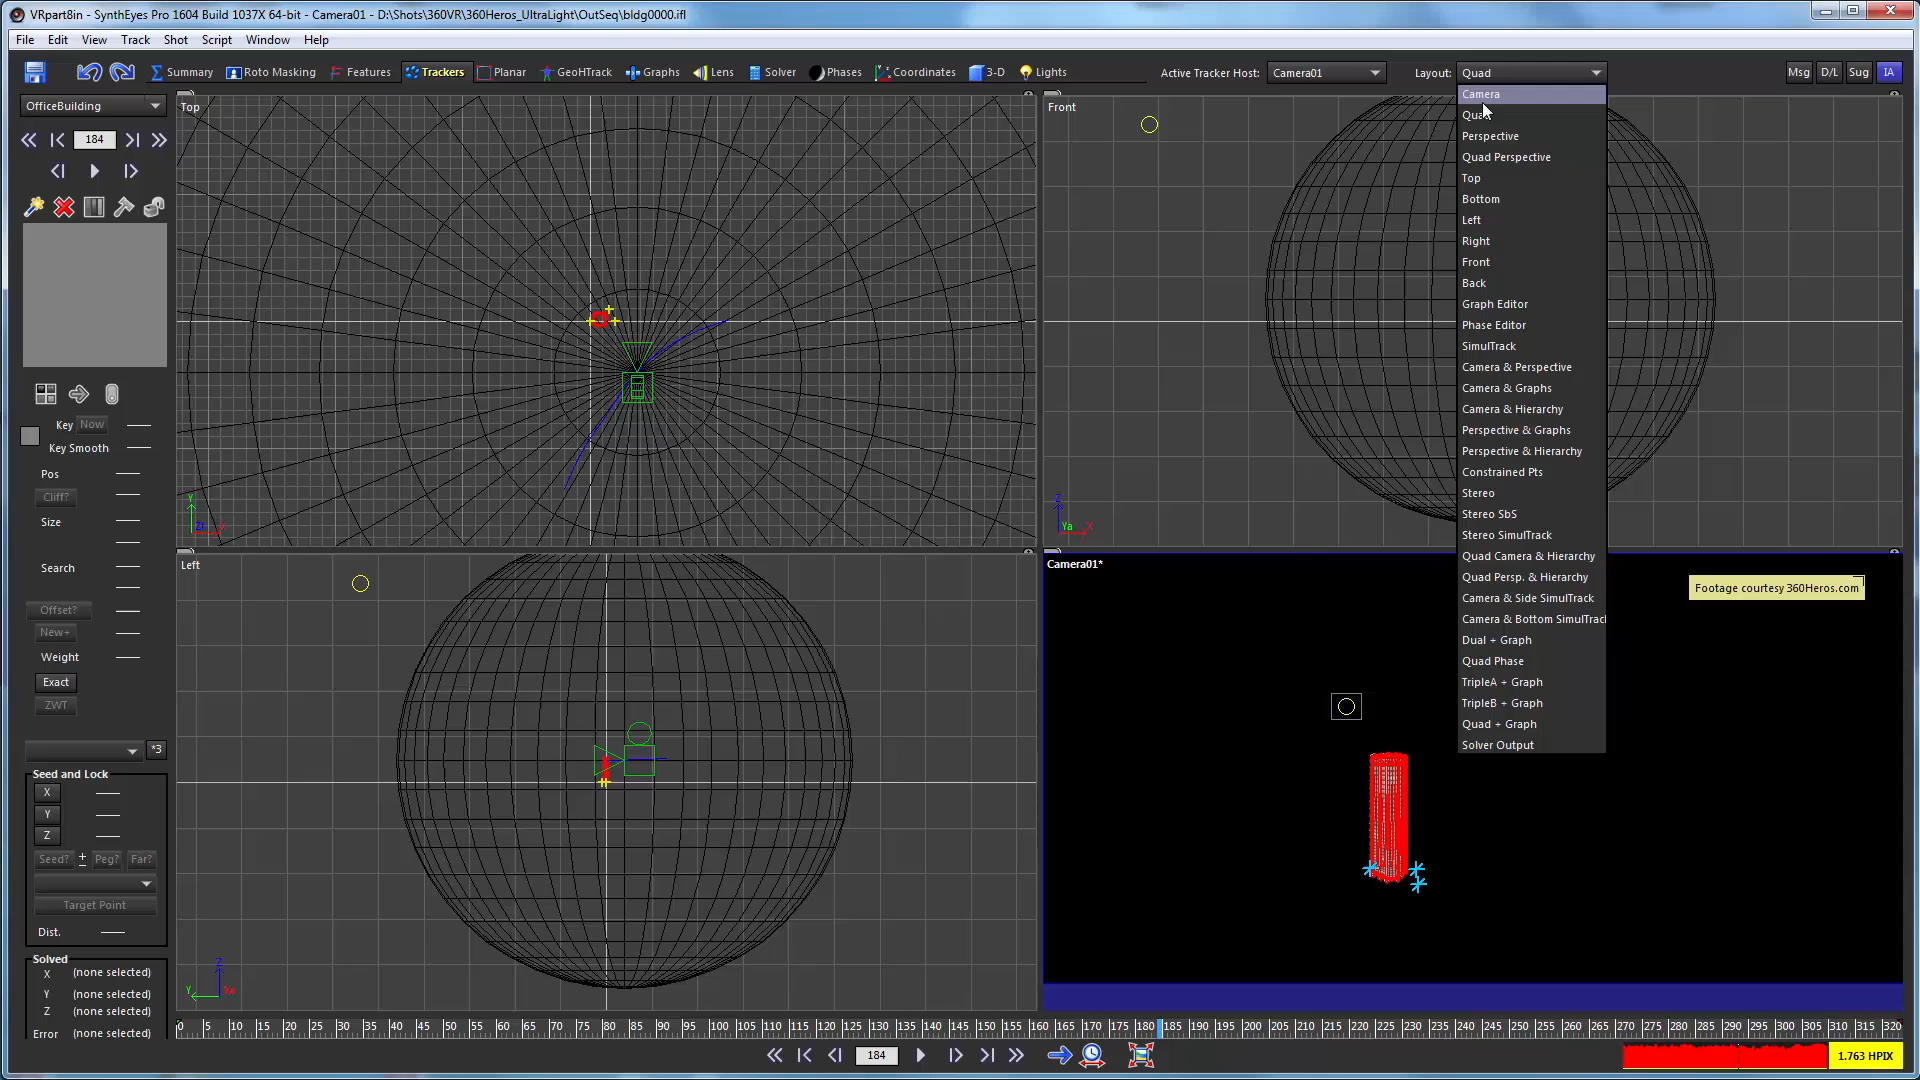 VRpart8in - SynthEyes Pro 1604 Build 1037X 64-bit - Camera01 - D:\Shots\360VR\360Heros_UltraLight\OutSeq\bldg0000.ifl
File Edit View Track Shot Script Window Help
Summary Roto Masking Features Trackers Planar GeoHTrack Graphs Lens Solver Phases Coordinates 3-D Lights Active Tracker Host: Camera01 Layout: Quad Msg D/L Sug IA
OfficeBuilding
184
Key Now
Key Smooth
Pos
Cliff?
Size
Search
Offset?
New+
Weight
Exact
ZWT
*3
Seed and Lock
X
Y
Z
Seed? ± Peg? Far?
Target Point
Dist.
Solved
X (none selected)
Y (none selected)
Z (none selected)
Error (none selected)
Top
Y
X
Front
Z
Ya X
Left
Z
Y
Camera01*
Footage courtesy 360Heros.com
Camera
Perspective
Quad Perspective
Top
Bottom
Left
Right
Front
Back
Graph Editor
Phase Editor
SimulTrack
Camera & Perspective
Camera & Graphs
Camera & Hierarchy
Perspective & Graphs
Perspective & Hierarchy
Constrained Pts
Stereo
Stereo SbS
Stereo SimulTrack
Quad Camera & Hierarchy
Quad Persp. & Hierarchy
Camera & Side SimulTrack
Camera & Bottom SimulTrac
Dual + Graph
Quad Phase
TripleA + Graph
TripleB + Graph
Quad + Graph
Solver Output
0 5 10 15 20 25 30 35 40 45 50 55 60 65 70 75 80 85 90 95 100 105 110 115 120 125 130 135 140 145 150 155 160 165 170 175 180 185 190 195 200 205 210 215 220 225 230 235 240 245 250 255 260 265 270 275 280 285 290 295 300 305 310 315 320
184
1.763 HPIX